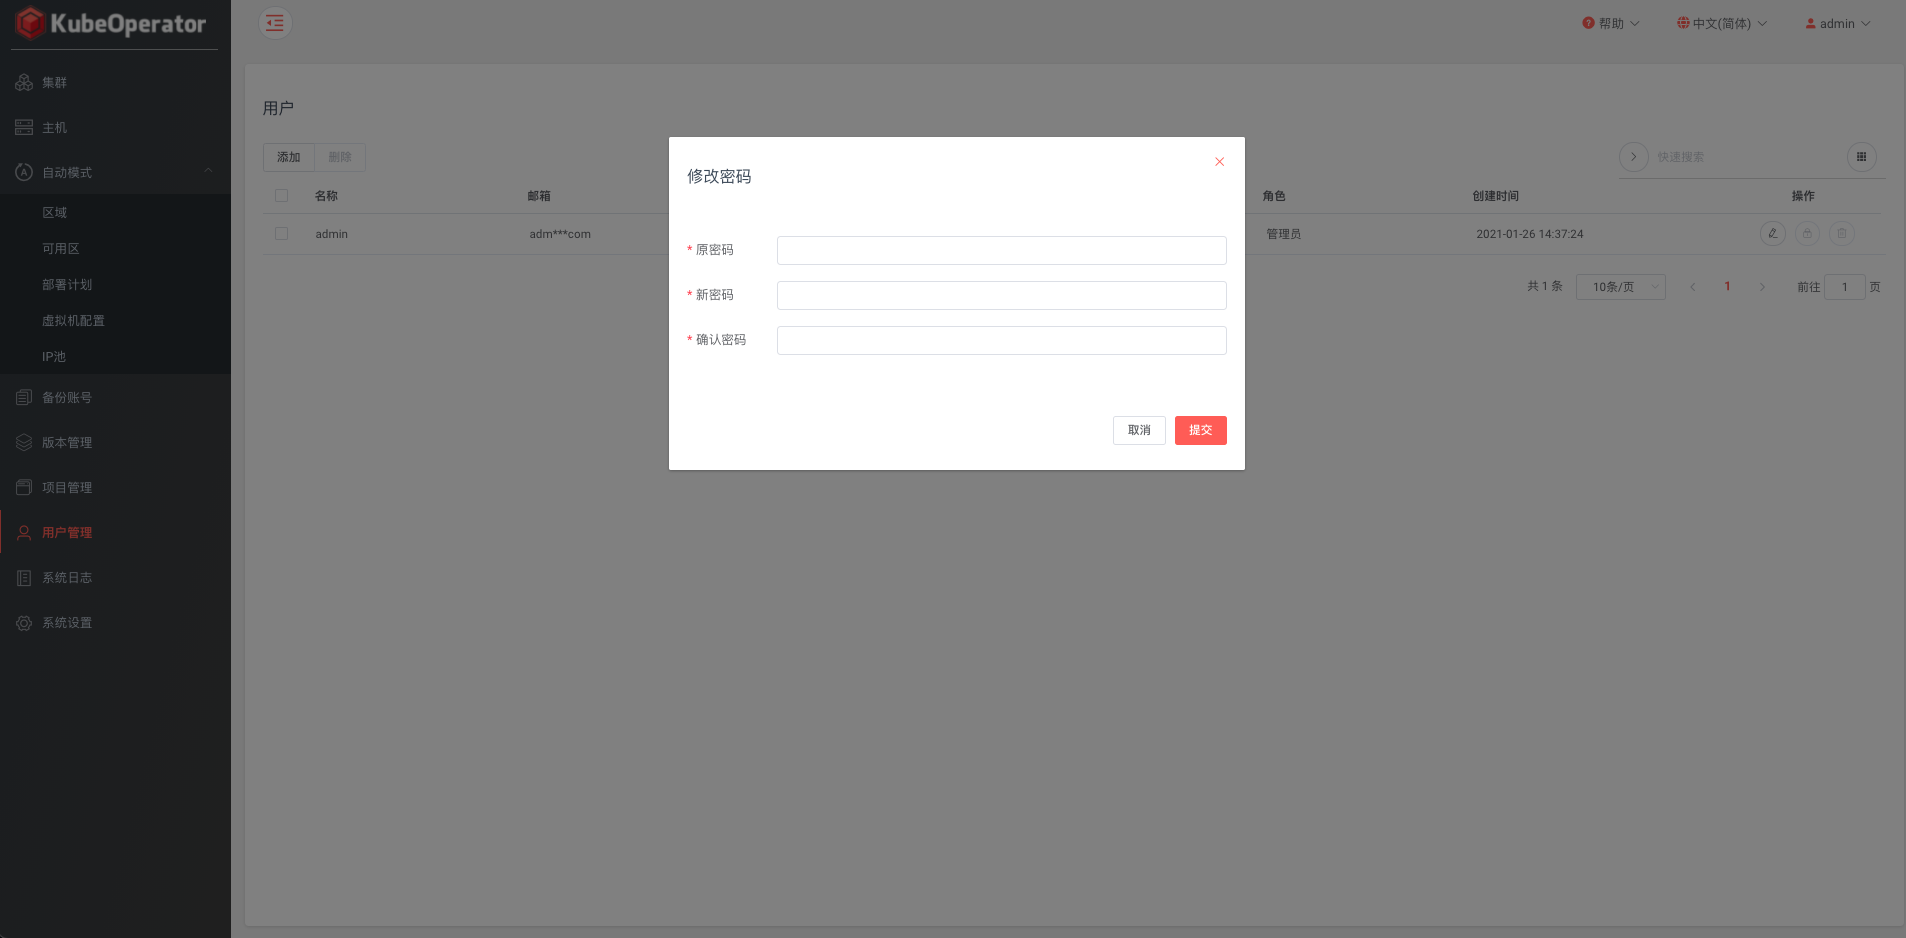 KubeOperator
帮助
中文(简体)
admin
集群
主机
自动模式
区域
可用区
部署计划
虚拟机配置
IP池
备份账号
版本管理
项目管理
用户管理
系统日志
系统设置
用户
添加 删除
快速搜索
名称 邮箱 角色 创建时间 操作
admin adm***com 管理员 2021-01-26 14:37:24
共 1 条 10条/页 1 前往 1 页
修改密码
* 原密码
* 新密码
* 确认密码
取消 提交